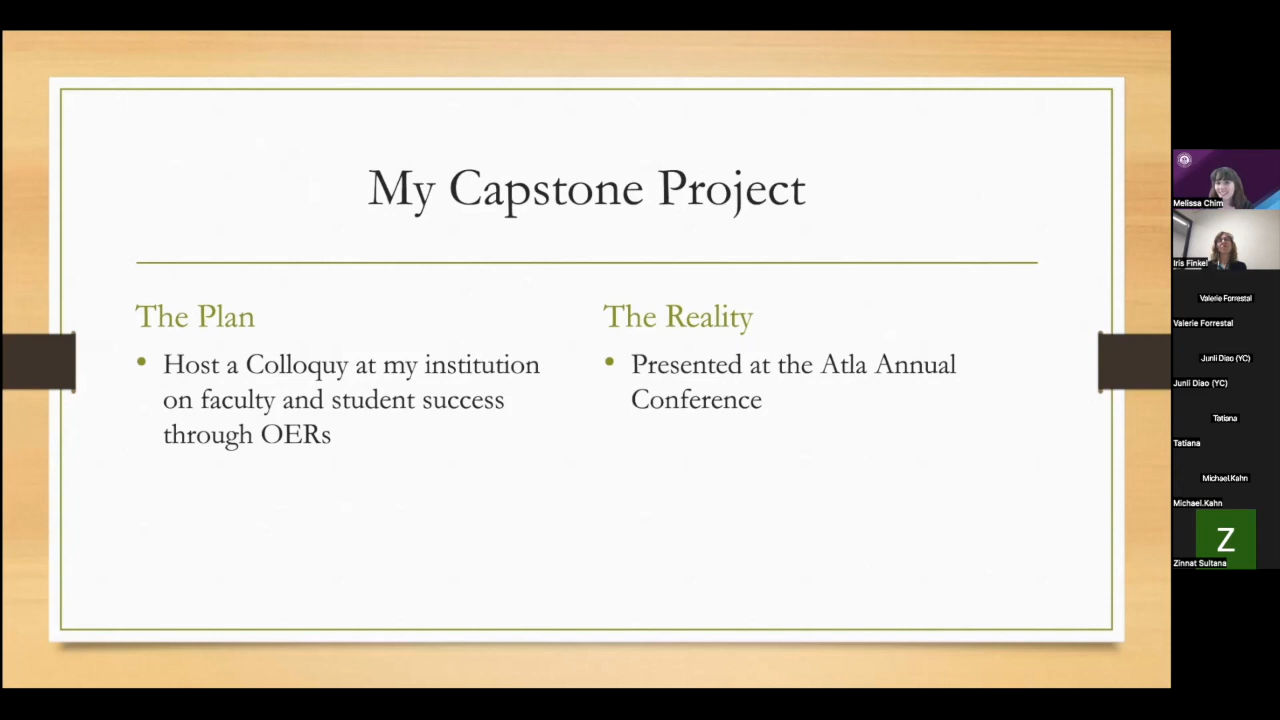 My Capstone Project
The Plan
• Host a Colloquy at my institution
on faculty and student success
through OERs
The Reality
• Presented at the Atla Annual
Conference
Melissa Chim
Iris Finkel
Valerie Forrestal
Valerie Forrestal
Junli Diao (YC)
Junli Diao (YC)
Tatiana
Tatiana
Michael.Kahn
Michael.Kahn
Z
Zinnat Sultana